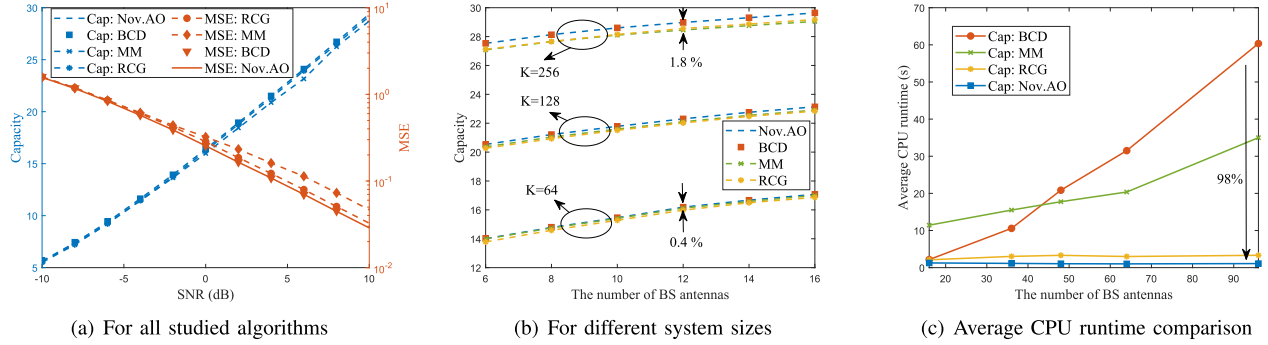 Cap: Nov.AO
Cap: BCD
Cap: MM
Cap: RCG
MSE: RCG
MSE: MM
MSE: BCD
MSE: Nov.AO
30
25
20
15
10
5
Capacity
10^1
10^0
10^-1
10^-2
MSE
-10
-5
0
5
10
SNR (dB)
(a) For all studied algorithms
30
28
26
24
22
20
18
16
14
12
Capacity
K=256
1.8 %
K=128
K=64
0.4 %
Nov.AO
BCD
MM
RCG
6
8
10
12
14
16
The number of BS antennas
(b) For different system sizes
70
60
50
40
30
20
10
0
Average CPU runtime (s)
Cap: BCD
Cap: MM
Cap: RCG
Cap: Nov.AO
98%
20
30
40
50
60
70
80
90
The number of BS antennas
(c) Average CPU runtime comparison